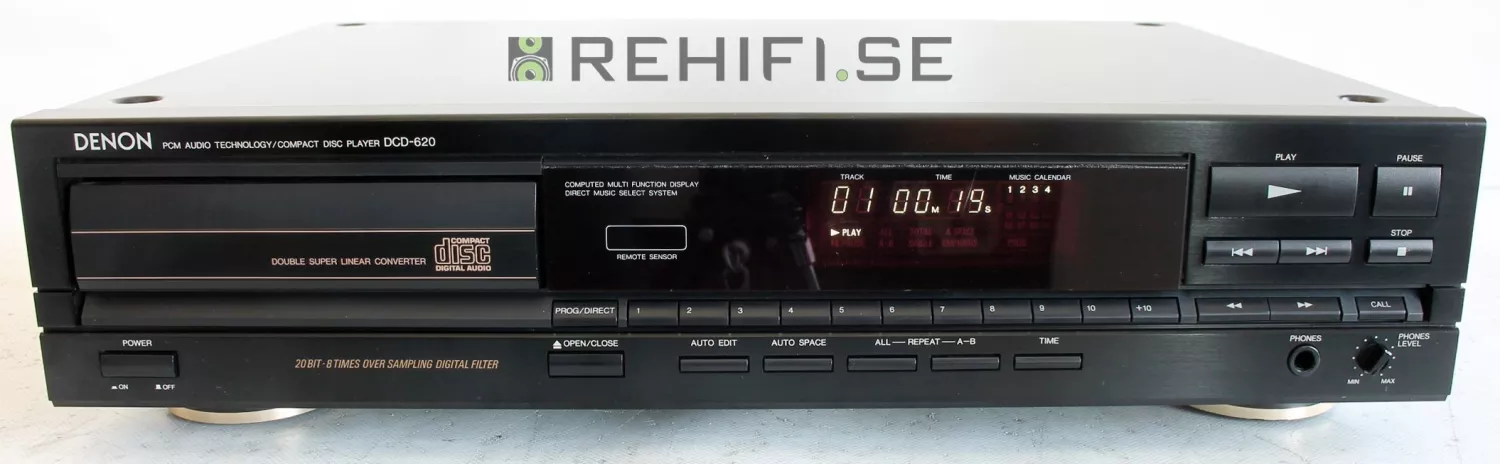 REHIFI.SE
DENON PCM AUDIO TECHNOLOGY/COMPACT DISC PLAYER DCD-620
COMPUTED MULTI FUNCTION DISPLAY
DIRECT MUSIC SELECT SYSTEM
REMOTE SENSOR
TRACK TIME MUSIC CALENDAR
01 00M 19S 1 2 3 4
PLAY
PLAY PAUSE
STOP
DOUBLE SUPER LINEAR CONVERTER
COMPACT
disc
DIGITAL AUDIO
PROG/DIRECT 1 2 3 4 5 6 7 8 9 10 +10 CALL
POWER
ON OFF
20 BIT · 8 TIMES OVER SAMPLING DIGITAL FILTER
OPEN/CLOSE AUTO EDIT AUTO SPACE ALL REPEAT A-B TIME
PHONES
PHONES
LEVEL
MIN MAX